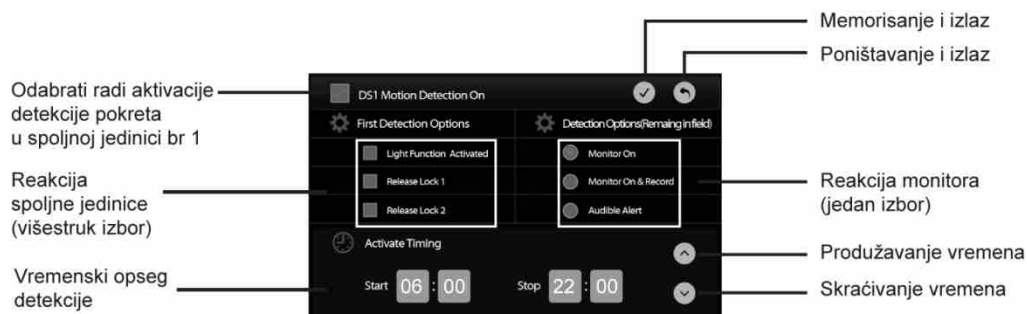 Memorisanje i izlaz
Poništavanje i izlaz
Odabrati radi aktivacije
detekcije pokreta
u spoljnoj jedinici br 1
DS1 Motion Detection On
First Detection Options
Detection Options(Remaing in field)
Light Function Activated
Monitor On
Release Lock 1
Monitor On & Record
Release Lock 2
Audible Alert
Reakcija
spoljne jedinice
(višestruk izbor)
Reakcija monitora
(jedan izbor)
Activate Timing
Produžavanje vremena
Vremenski opseg
detekcije
Start 06 : 00 Stop 22 : 00
Skraćivanje vremena